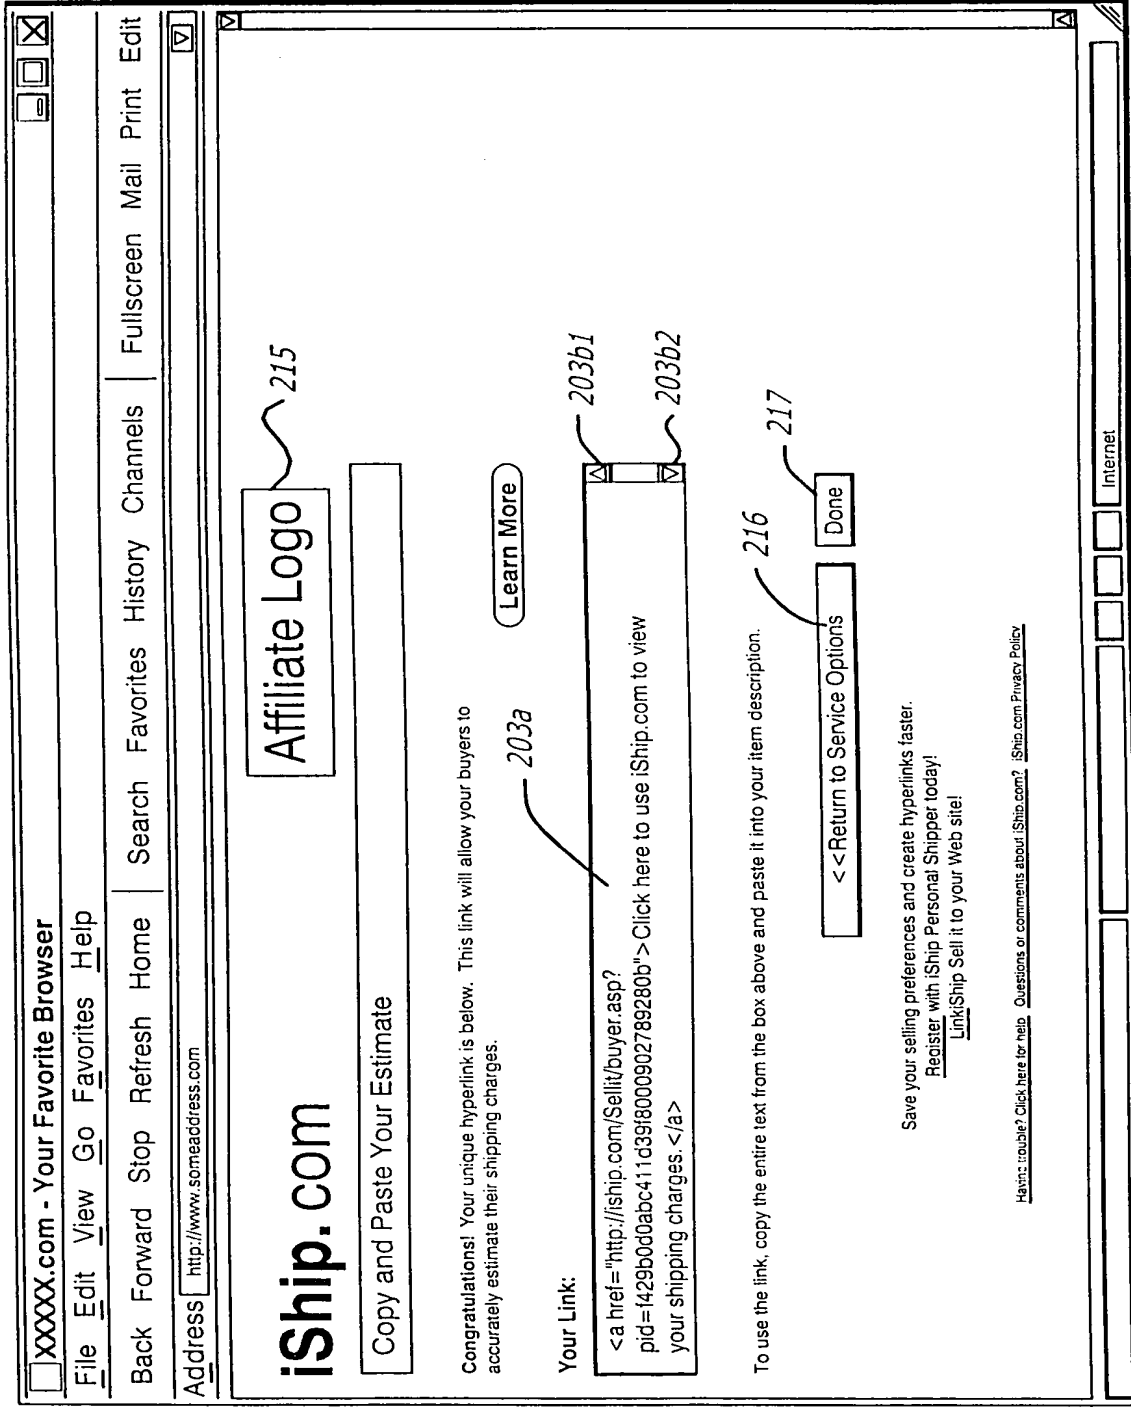 XXXXX.com - Your Favorite Browser
File Edit View Go Favorites Help
Back Forward Stop Refresh Home Search Favorites History Channels Fullscreen Mail Print Edit
Address http://www.someaddress.com
iShip.com
Affiliate Logo
215
Copy and Paste Your Estimate
Congratulations! Your unique hyperlink is below. This link will allow your buyers to
accurately estimate their shipping charges.
Learn More
Your Link:
203a
203b1
<a href="http://iship.com/Sellit/buyer.asp?
pid=f429b0d0abc411d39f8000902789280b">Click here to use iShip.com to view
your shipping charges.</a>
203b2
To use the link, copy the entire text from the box above and paste it into your item description.
216
217
<<Return to Service Options
Done
Save your selling preferences and create hyperlinks faster.
Register with iShip Personal Shipper today!
LinkiShip Sell it to your Web site!
Having trouble? Click here for help Questions or comments about iShip.com? iShip.com Privacy Policy
Internet